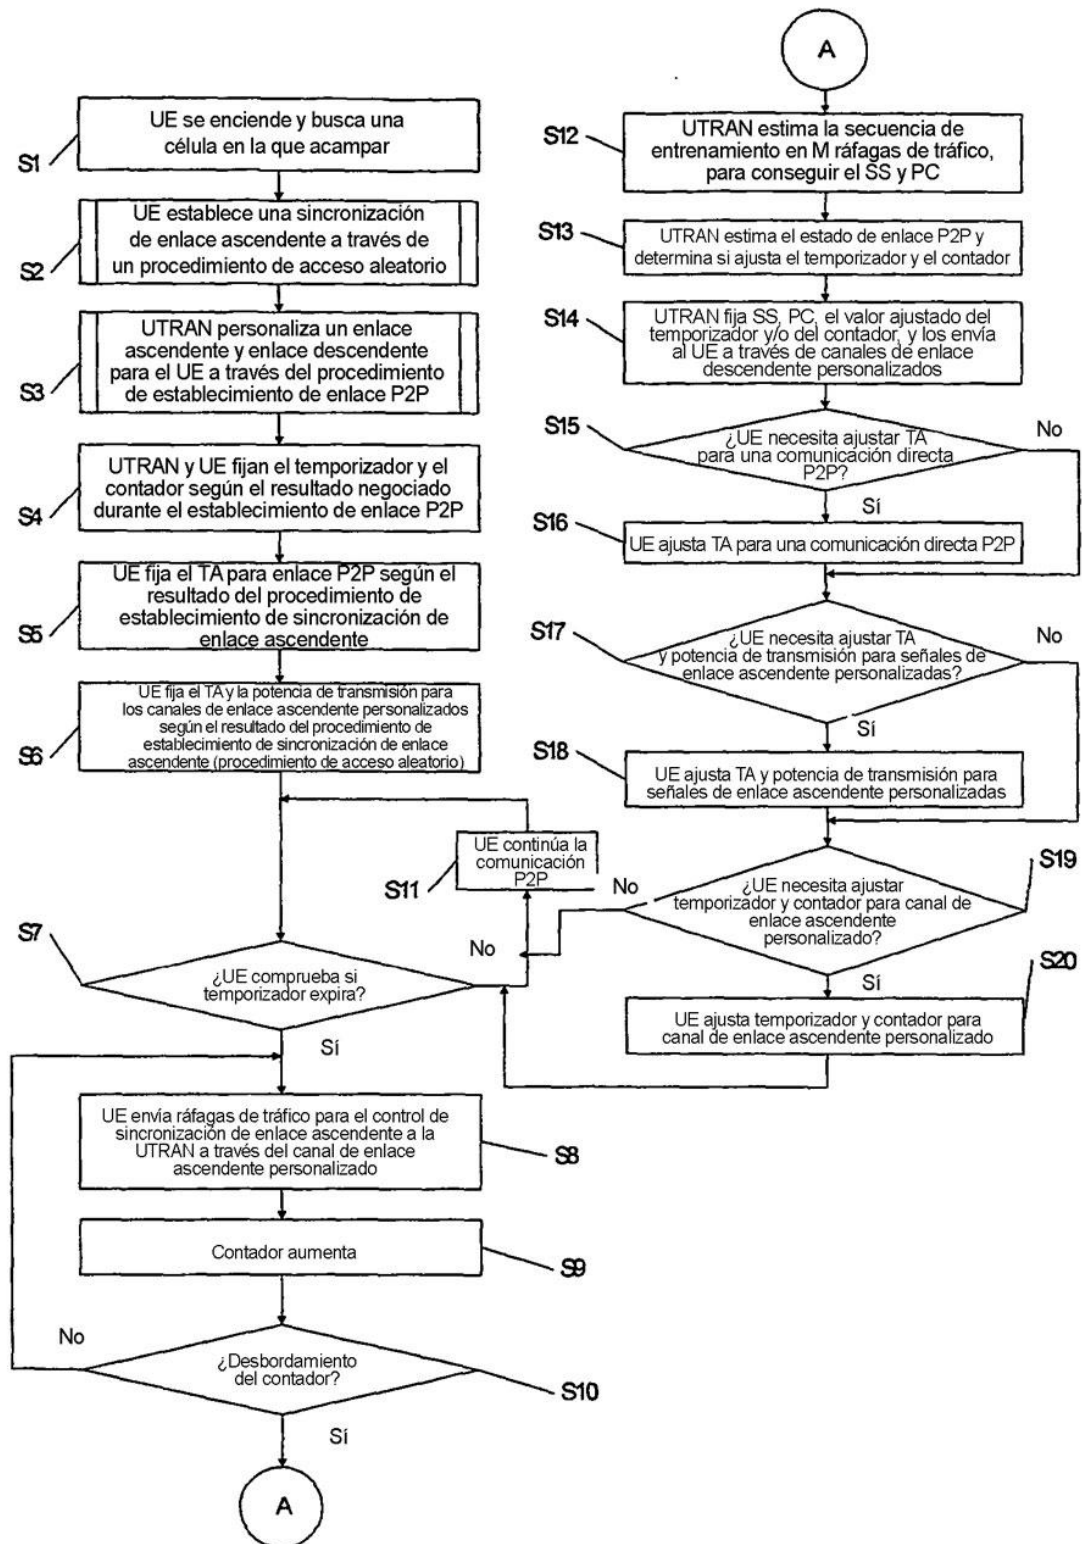 S1
UE se enciende y busca una
célula en la que acampar
S2
UE establece una sincronización
de enlace ascendente a través de
un procedimiento de acceso aleatorio
S3
UTRAN personaliza un enlace
ascendente y enlace descendente
para el UE a través del procedimiento
de establecimiento de enlace P2P
S4
UTRAN y UE fijan el temporizador y el
contador según el resultado negociado
durante el establecimiento de enlace P2P
S5
UE fija el TA para enlace P2P según el
resultado del procedimiento de
establecimiento de sincronización de
enlace ascendente
S6
UE fija el TA y la potencia de transmisión para
los canales de enlace ascendente personalizados
según el resultado del procedimiento de
establecimiento de sincronización de enlace
ascendente (procedimiento de acceso aleatorio)
S11
UE continúa la
comunicación
P2P
S7
¿UE comprueba si
temporizador expira?
No
Sí
UE envía ráfagas de tráfico para el control de
sincronización de enlace ascendente a la
UTRAN a través del canal de enlace
ascendente personalizado
S8
Contador aumenta
S9
No
¿Desbordamiento
del contador?
S10
Sí
A
A
S12
UTRAN estima la secuencia de
entrenamiento en M ráfagas de tráfico,
para conseguir el SS y PC
S13
UTRAN estima el estado de enlace P2P y
determina si ajusta el temporizador y el contador
S14
UTRAN fija SS, PC, el valor ajustado del
temporizador y/o del contador, y los envía
al UE a través de canales de enlace
descendente personalizados
S15
¿UE necesita ajustar TA
para una comunicación directa
P2P?
No
Sí
S16
UE ajusta TA para una comunicación directa P2P
S17
¿UE necesita ajustar TA
y potencia de transmisión para señales de
enlace ascendente personalizadas?
No
Sí
S18
UE ajusta TA y potencia de transmisión para
señales de enlace ascendente personalizadas
S19
No
¿UE necesita ajustar
temporizador y contador para canal de
enlace ascendente
personalizado?
Sí
S20
UE ajusta temporizador y contador para
canal de enlace ascendente personalizado